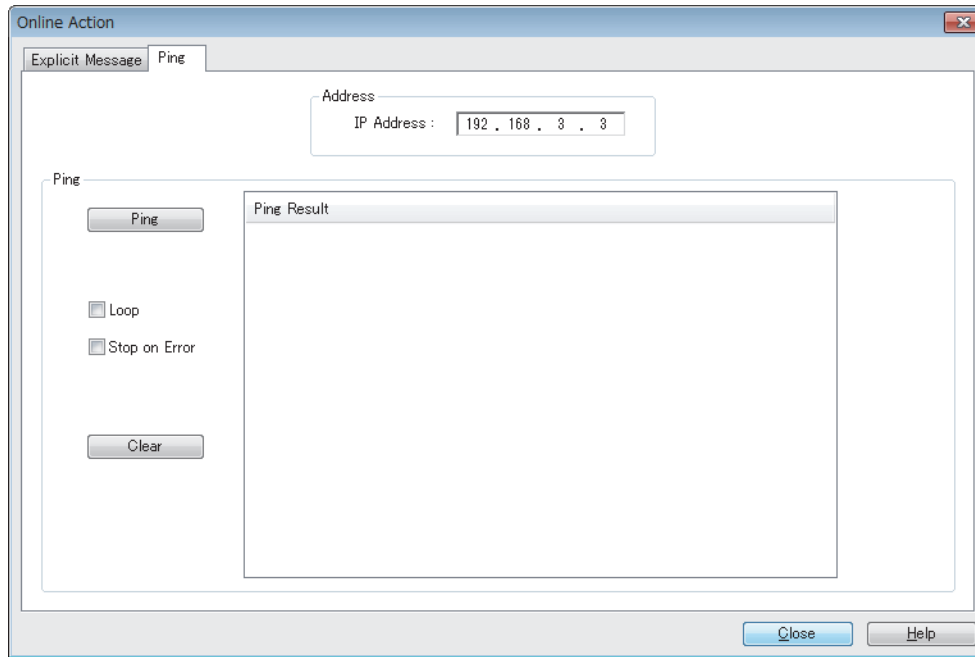 Online Action
Explicit Message Ping
Address
IP Address : 192 . 168 . 3 . 3
Ping
Ping
Ping Result
Loop
Stop on Error
Clear
Close Help